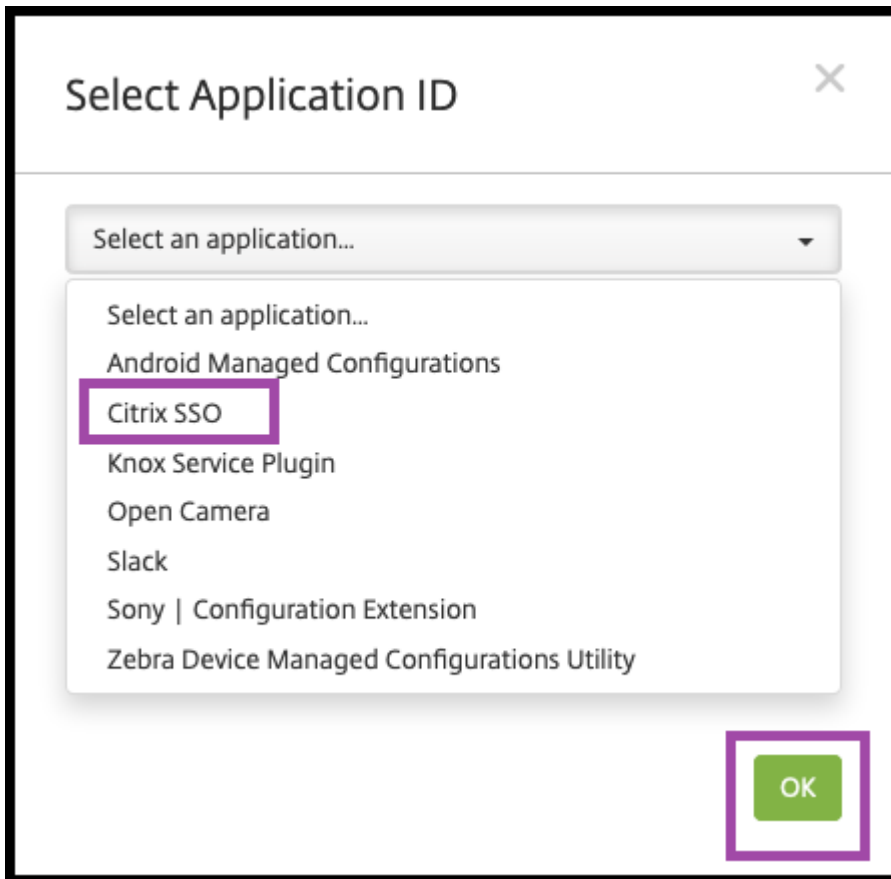 Select Application ID
Select an application...
Select an application...
Android Managed Configurations
Citrix SSO
Knox Service Plugin
Open Camera
Slack
Sony | Configuration Extension
Zebra Device Managed Configurations Utility
OK